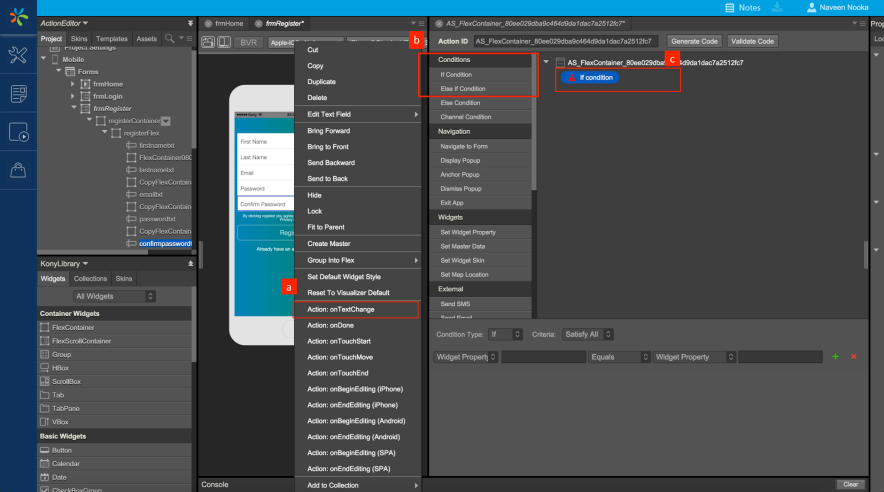 Notes
Naveen Nooka
ActionEditor
Project Skins Templates Assets
Project Settings
Mobile
Forms
frmHome
frmLogin
frmRegister
registerContainer
registerFlex
firstnametxt
FlexContainer080
lastnametxt
CopyFlexContain
emailtxt
CopyFlexContain
passwordtxt
CopyFlexContain
confirmpasswordt
KonyLibrary
Widgets Collections Skins
All Widgets
Container Widgets
FlexContainer
FlexScrollContainer
Group
HBox
ScrollBox
Tab
TabPane
VBox
Basic Widgets
Button
Calendar
Date
CheckBoxGroup
frmHome
frmRegister*
BVR
First Name
Last Name
Email
Password
Confirm Password
By clicking register you agree
Privacy
Regi
Already have an a
Console
Clear
a
Cut
Copy
Duplicate
Delete
Edit Text Field
Bring Forward
Bring to Front
Send Backward
Send to Back
Hide
Lock
Fit to Parent
Create Master
Group Into Flex
Set Default Widget Style
Reset To Visualizer Default
Action: onTextChange
Action: onDone
Action: onTouchStart
Action: onTouchMove
Action: onTouchEnd
Action: onBeginEditing (iPhone)
Action: onEndEditing (iPhone)
Action: onBeginEditing (Android)
Action: onEndEditing (Android)
Action: onBeginEditing (SPA)
Action: onEndEditing (SPA)
Add to Collection
b
AS_FlexContainer_80ee029dba9c464d9da1dac7a2512fc7*
Action ID AS_FlexContainer_80ee029dba9c464d9da1dac7a2512fc7 Generate Code Validate Code
Conditions
If Condition
Else If Condition
Else Condition
Channel Condition
Navigation
Navigate to Form
Display Popup
Anchor Popup
Dismiss Popup
Exit App
Widgets
Set Widget Property
Set Master Data
Set Widget Skin
Set Map Location
External
Send SMS
Send Email
c
If condition
Condition Type: If Criteria: Satisfy All
Widget Property Equals Widget Property
Prop
Loo